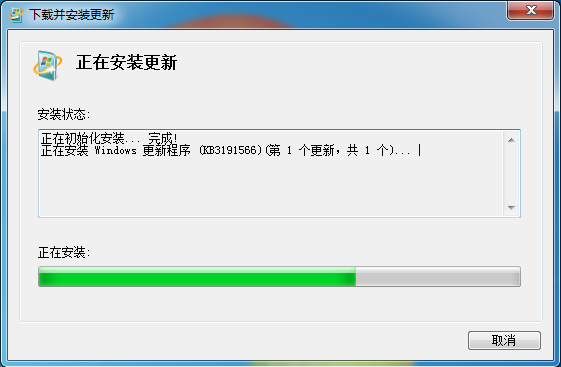 下载并安装更新
正在安装更新
安装状态:
正在初始化安装... 完成!
正在安装 Windows 更新程序 (KB3191566)(第 1 个更新，共 1 个)...
正在安装:
取消